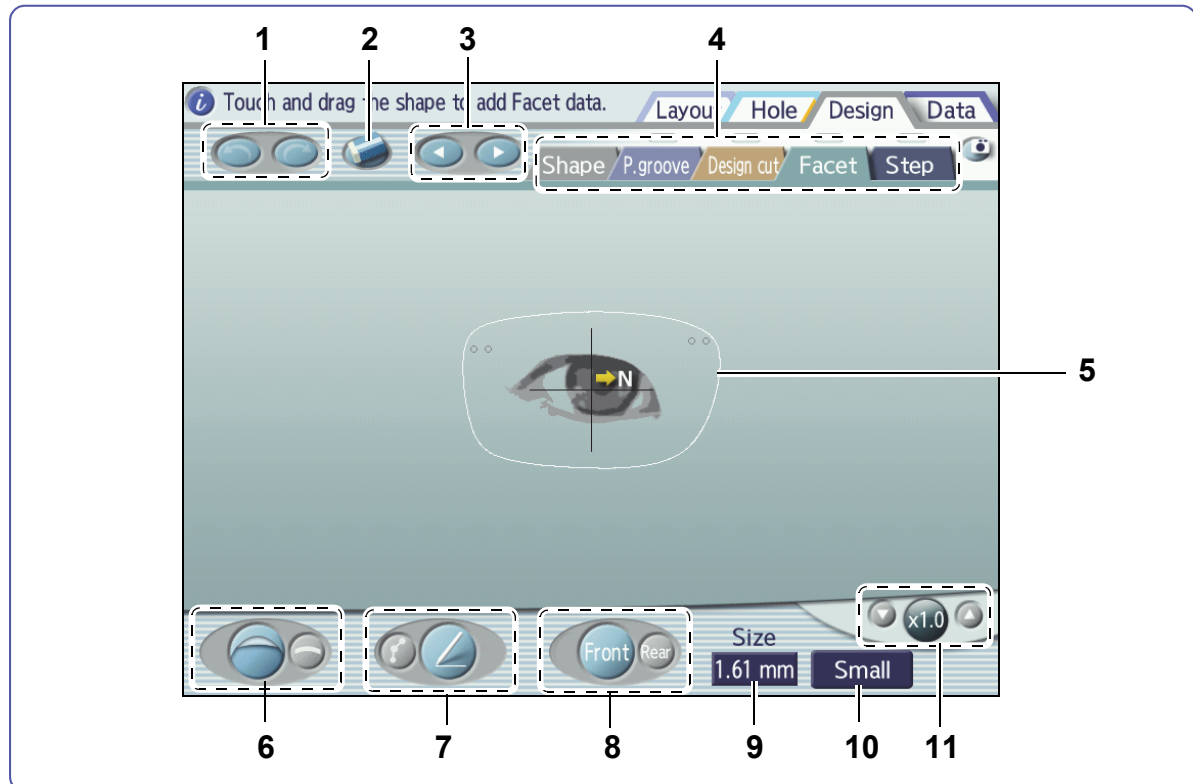 1 2 3 4
i Touch and drag the shape to add Facet data.
Layout Hole Design Data
Shape P.groove Design cut Facet Step
N
5
x1.0
Size
Front Rear
1.61 mm Small
6 7 8 9 10 11